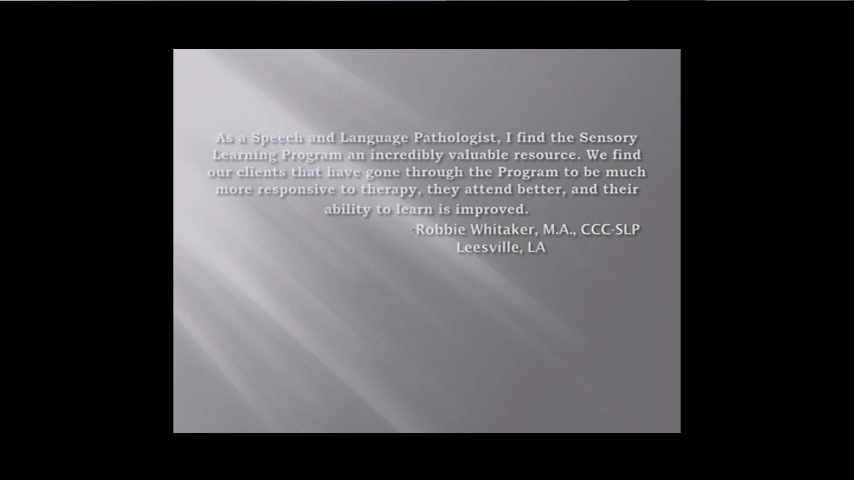 As a Speech and Language Pathologist, I find the Sensory
Learning Program an incredibly valuable resource. We find
our clients that have gone through the Program to be much
more responsive to therapy, they attend better, and their
ability to learn is improved.
-Robbie Whitaker, M.A., CCC-SLP
Leesville, LA